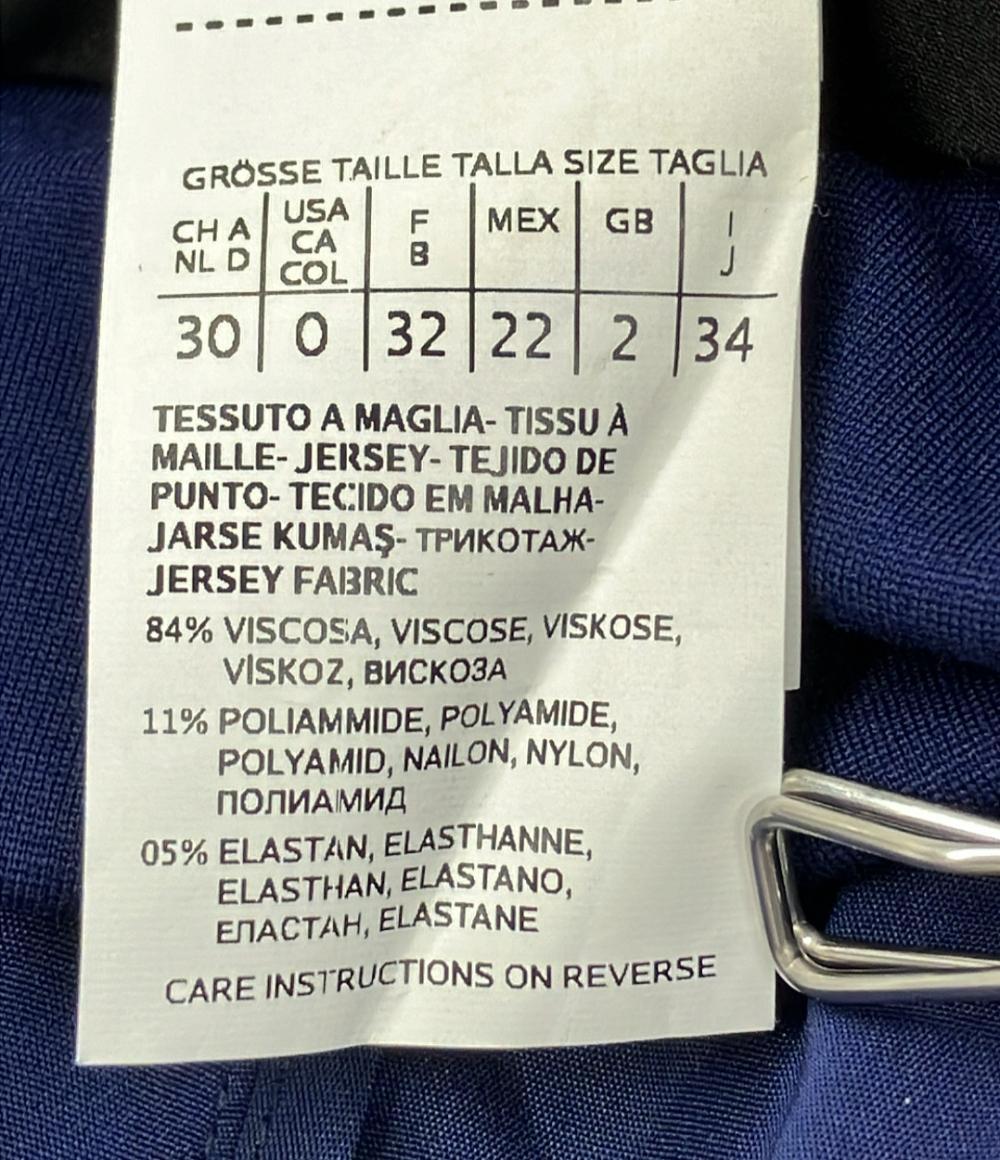 GRÖSSE TAILLE TALLA SIZE TAGLIA
CH A NL D | USA CA COL | F B | MEX | GB | I J
30 | 0 | 32 | 22 | 2 | 34
TESSUTO A MAGLIA- TISSU À
MAILLE- JERSEY- TEJIDO DE
PUNTO- TECIDO EM MALHA-
JARSE KUMAŞ- ТРИКОТАЖ-
JERSEY FABRIC
84% VISCOSA, VISCOSE, VISKOSE,
VİSKOZ, ВИСКОЗА
11% POLIAMMIDE, POLYAMIDE,
POLYAMID, NAILON, NYLON,
ПОЛИАМИД
05% ELASTAN, ELASTHANNE,
ELASTHAN, ELASTANO,
ЕЛАСТАН, ELASTANE
CARE INSTRUCTIONS ON REVERSE